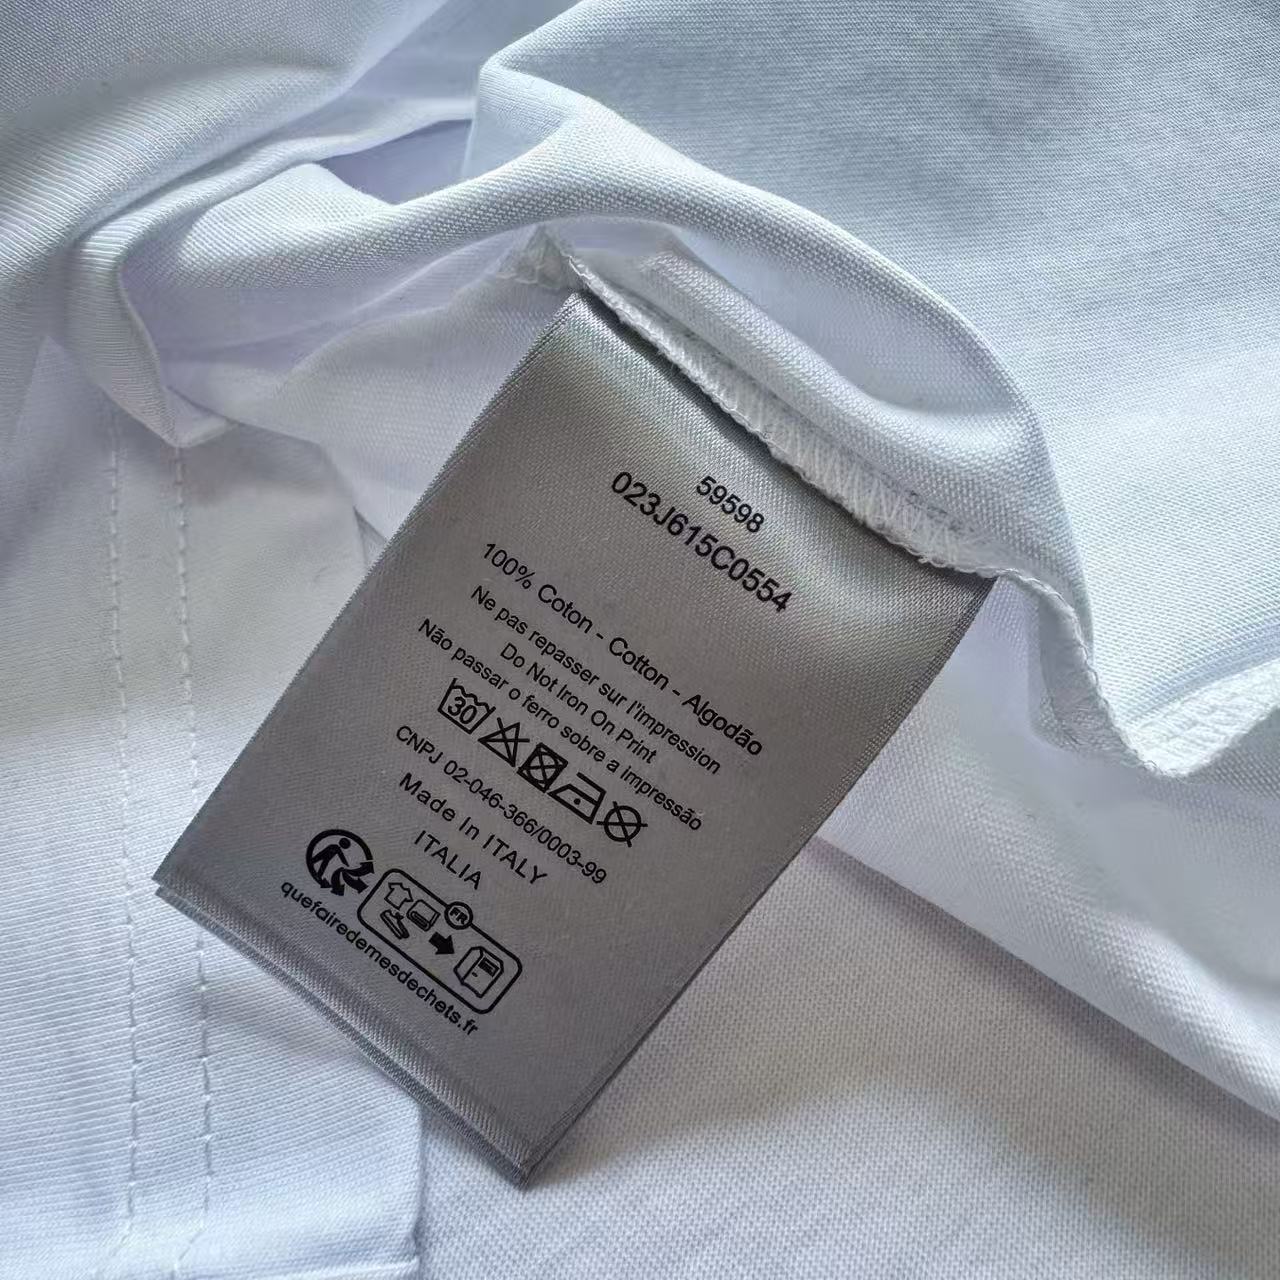 59598
023J615C0554
100% Coton - Cotton - Algodão
Ne pas repasser sur l'impression
Do Not Iron On Print
Não passar o ferro sobre a impressão
30
CNPJ 02-046-366/0003-99
Made In ITALY
ITALIA
FR
quefairedemesdechets.fr